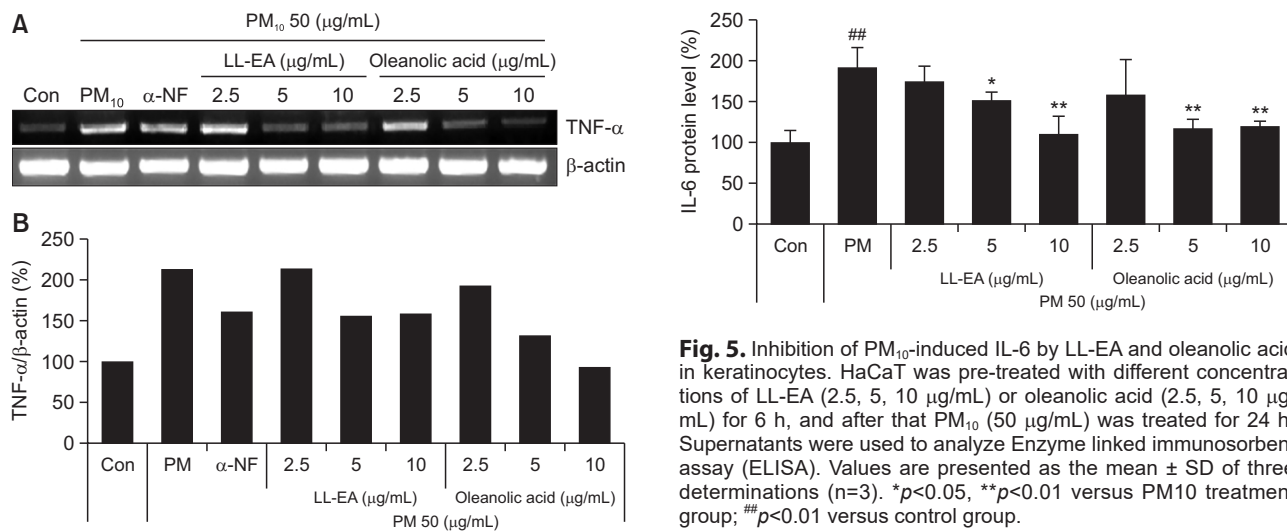 A
PM₁₀ 50 (μg/mL)
LL-EA (μg/mL) Oleanolic acid (μg/mL)
Con PM₁₀ α-NF 2.5 5 10 2.5 5 10
TNF-α
β-actin
B
TNF-α/β-actin (%)
250
200
150
100
50
0
Con PM α-NF 2.5 5 10 2.5 5 10
LL-EA (μg/mL) Oleanolic acid (μg/mL)
PM 50 (μg/mL)
IL-6 protein level (%)
250
200
150
100
50
0
##
*
**
**
**
Con PM 2.5 5 10 2.5 5 10
LL-EA (μg/mL) Oleanolic acid (μg/mL)
PM 50 (μg/mL)
Fig. 5. Inhibition of PM₁₀-induced IL-6 by LL-EA and oleanolic acid
in keratinocytes. HaCaT was pre-treated with different concentra-
tions of LL-EA (2.5, 5, 10 μg/mL) or oleanolic acid (2.5, 5, 10 μg/
mL) for 6 h, and after that PM₁₀ (50 μg/mL) was treated for 24 h.
Supernatants were used to analyze Enzyme linked immunosorbent
assay (ELISA). Values are presented as the mean ± SD of three
determinations (n=3). *p<0.05, **p<0.01 versus PM10 treatment
group; ##p<0.01 versus control group.